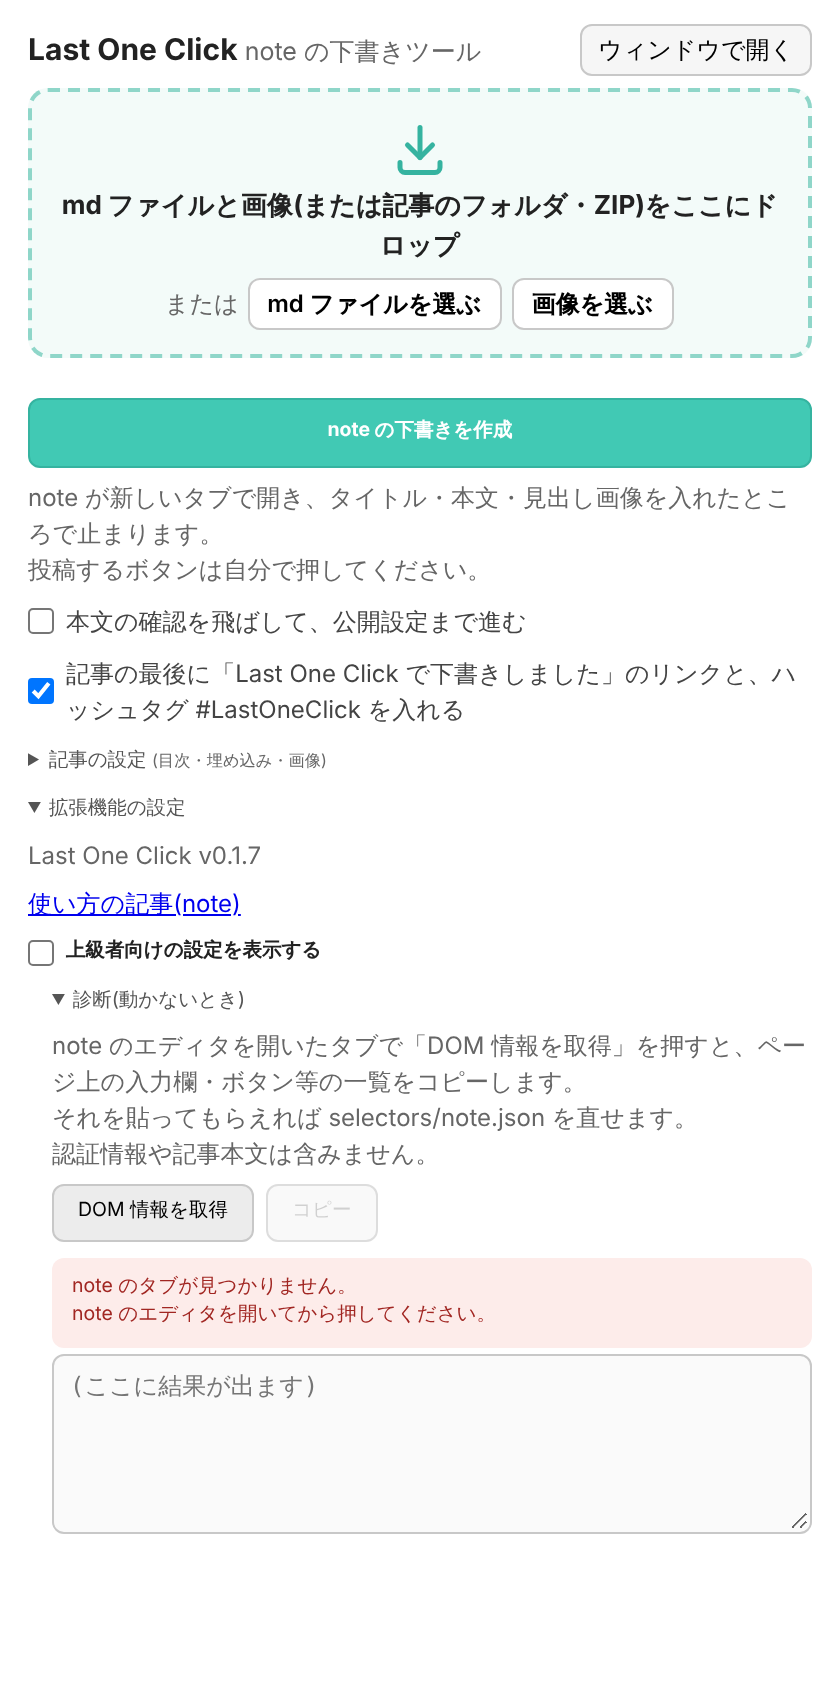 Last One Click note の下書きツール
ウィンドウで開く
md ファイルと画像(または記事のフォルダ・ZIP)をここにド
ロップ
または md ファイルを選ぶ 画像を選ぶ
note の下書きを作成
note が新しいタブで開き、タイトル・本文・見出し画像を入れたとこ
ろで止まります。
投稿するボタンは自分で押してください。
本文の確認を飛ばして、公開設定まで進む
記事の最後に「Last One Click で下書きしました」のリンクと、ハ
ッシュタグ #LastOneClick を入れる
記事の設定 (目次・埋め込み・画像)
拡張機能の設定
Last One Click v0.1.7
使い方の記事(note)
上級者向けの設定を表示する
診断(動かないとき)
note のエディタを開いたタブで「DOM 情報を取得」を押すと、ペー
ジ上の入力欄・ボタン等の一覧をコピーします。
それを貼ってもらえれば selectors/note.json を直せます。
認証情報や記事本文は含みません。
DOM 情報を取得 コピー
note のタブが見つかりません。
note のエディタを開いてから押してください。
(ここに結果が出ます)